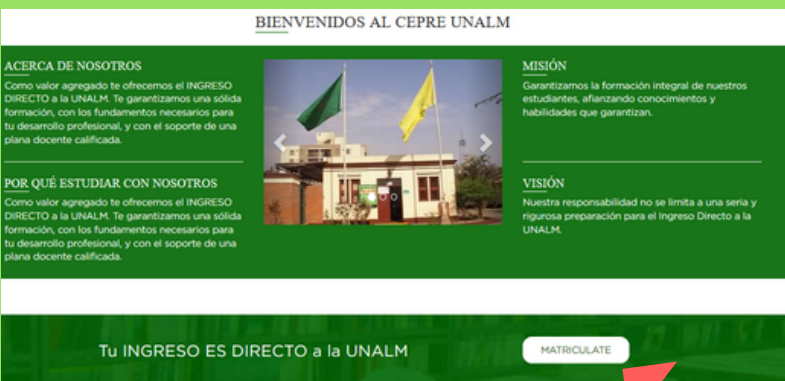 BIENVENIDOS AL CEPRE UNALM
ACERCA DE NOSOTROS
Como valor agregado te ofrecemos el INGRESO
DIRECTO a la UNALM. Te garantizamos una sólida
formación, con los fundamentos necesarios para
tu desarrollo profesional, y con el soporte de una
plana docente calificada.
POR QUÉ ESTUDIAR CON NOSOTROS
Como valor agregado te ofrecemos el INGRESO
DIRECTO a la UNALM. Te garantizamos una sólida
formación, con los fundamentos necesarios para
tu desarrollo profesional, y con el soporte de una
plana docente calificada.
MISIÓN
Garantizamos la formación integral de nuestros
estudiantes, afianzando conocimientos y
habilidades que garantizan.
VISIÓN
Nuestra responsabilidad no se limita a una seria y
rigurosa preparación para el Ingreso Directo a la
UNALM.
Tu INGRESO ES DIRECTO a la UNALM
MATRICULATE